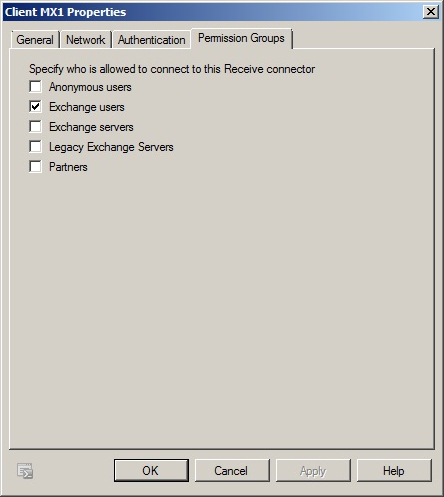 Client MX1 Properties
General Network Authentication Permission Groups
Specify who is allowed to connect to this Receive connector
Anonymous users
Exchange users
Exchange servers
Legacy Exchange Servers
Partners
OK Cancel Apply Help